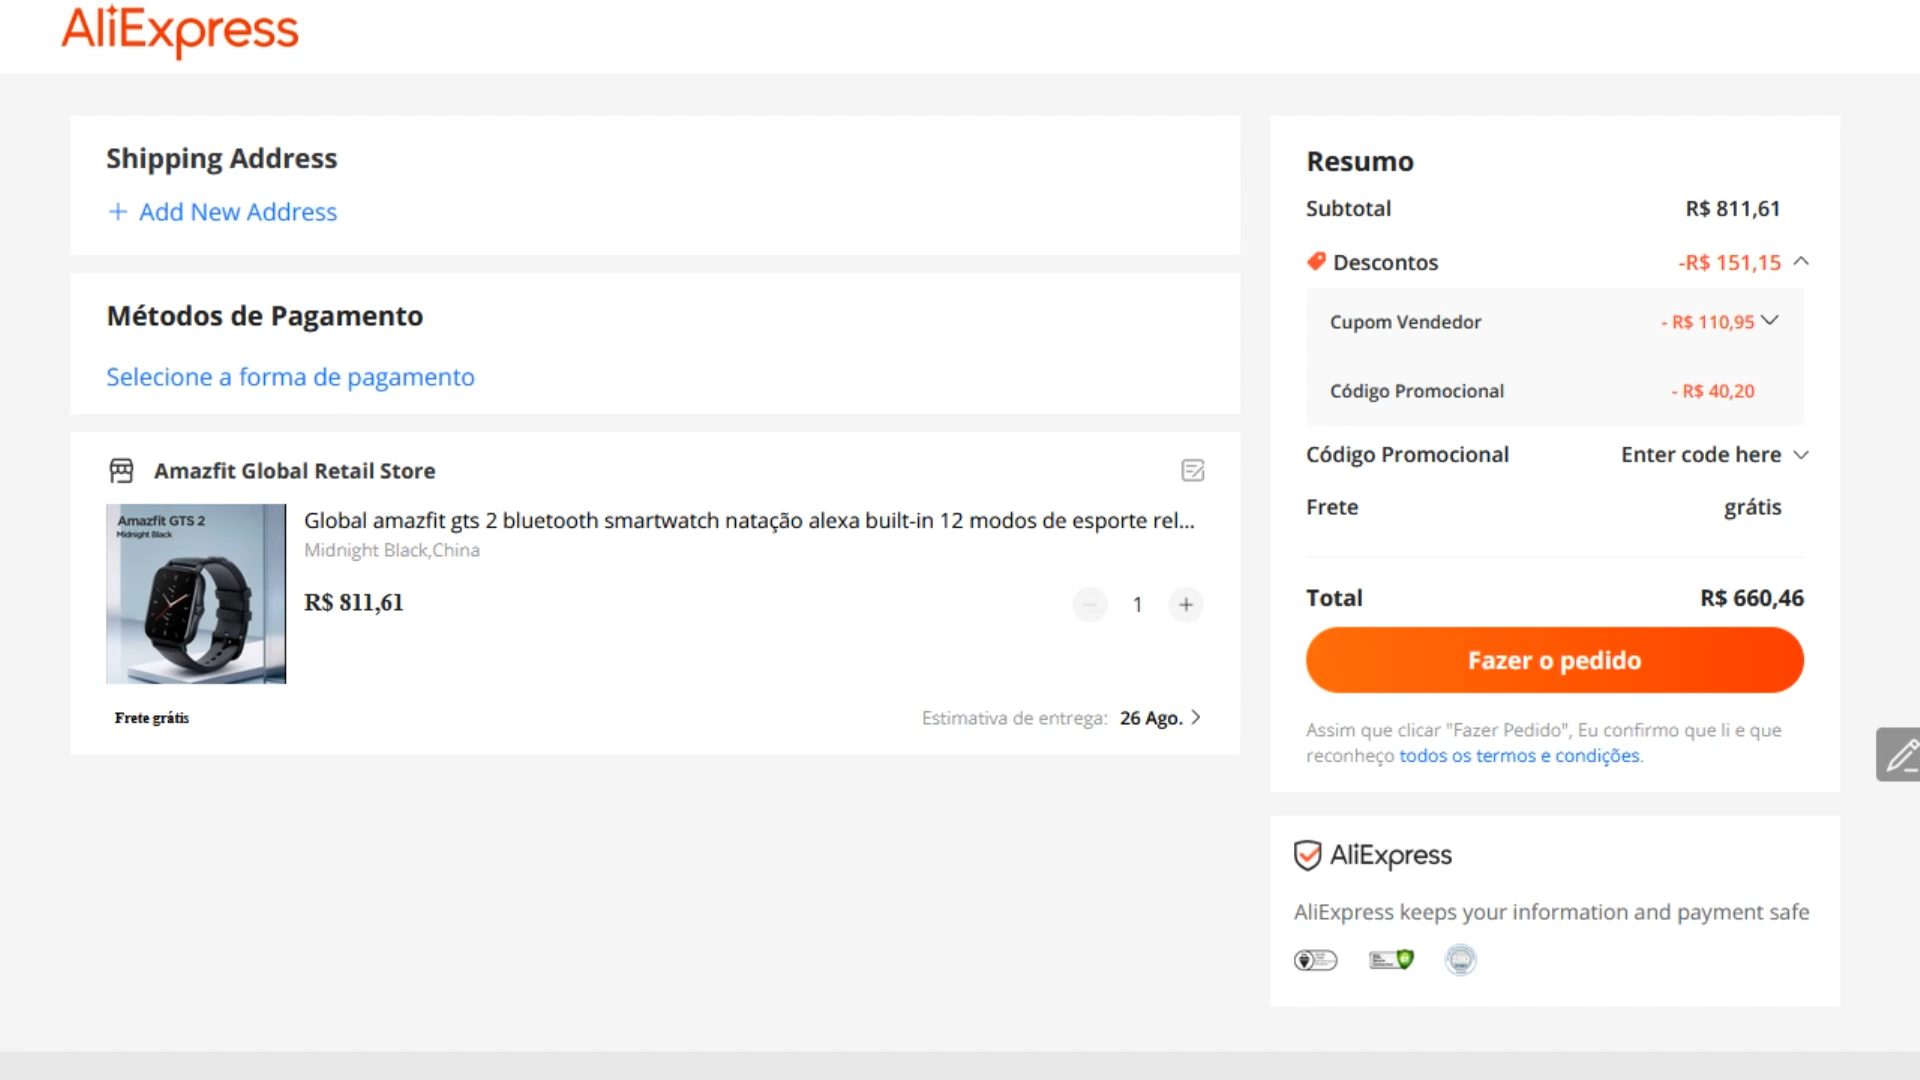 AliExpress
Shipping Address
+ Add New Address
Métodos de Pagamento
Selecione a forma de pagamento
Amazfit Global Retail Store
Amazfit GTS 2
Midnight Black
Global amazfit gts 2 bluetooth smartwatch natação alexa built-in 12 modos de esporte rel...
Midnight Black,China
R$ 811,61
1
Frete grátis
Estimativa de entrega: 26 Ago.
Resumo
Subtotal R$ 811,61
Descontos -R$ 151,15
Cupom Vendedor - R$ 110,95
Código Promocional - R$ 40,20
Código Promocional Enter code here
Frete grátis
Total R$ 660,46
Fazer o pedido
Assim que clicar "Fazer Pedido", Eu confirmo que li e que
reconheço todos os termos e condições.
AliExpress
AliExpress keeps your information and payment safe
ISO